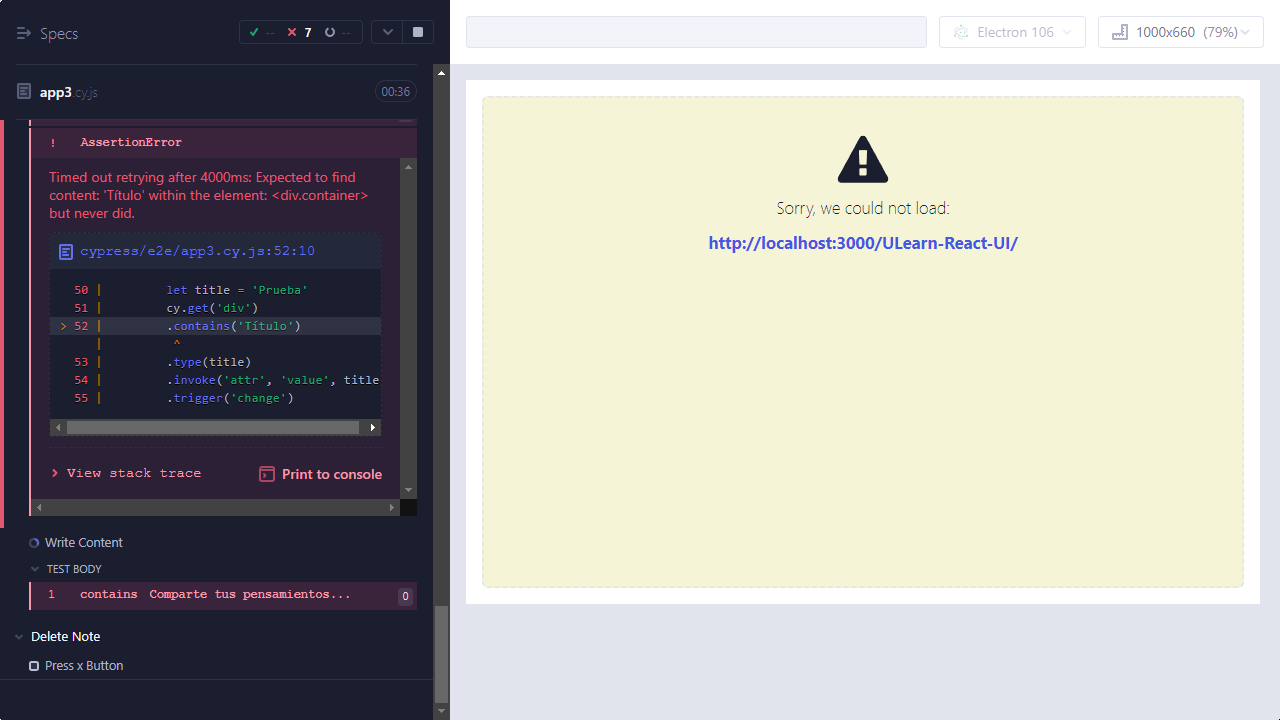 Specs
-- 7 --
app3.cy.js
00:36
! AssertionError
Timed out retrying after 4000ms: Expected to find
content: 'Título' within the element: <div.container>
but never did.
cypress/e2e/app3.cy.js:52:10
50 | let title = 'Prueba'
51 | cy.get('div')
> 52 | .contains('Título')
| ^
53 | .type(title)
54 | .invoke('attr', 'value', title
55 | .trigger('change')
> View stack trace
Print to console
Write Content
TEST BODY
1 contains Comparte tus pensamientos... 0
Delete Note
Press x Button
Electron 106
1000x660 (79%)
Sorry, we could not load:
http://localhost:3000/ULearn-React-UI/